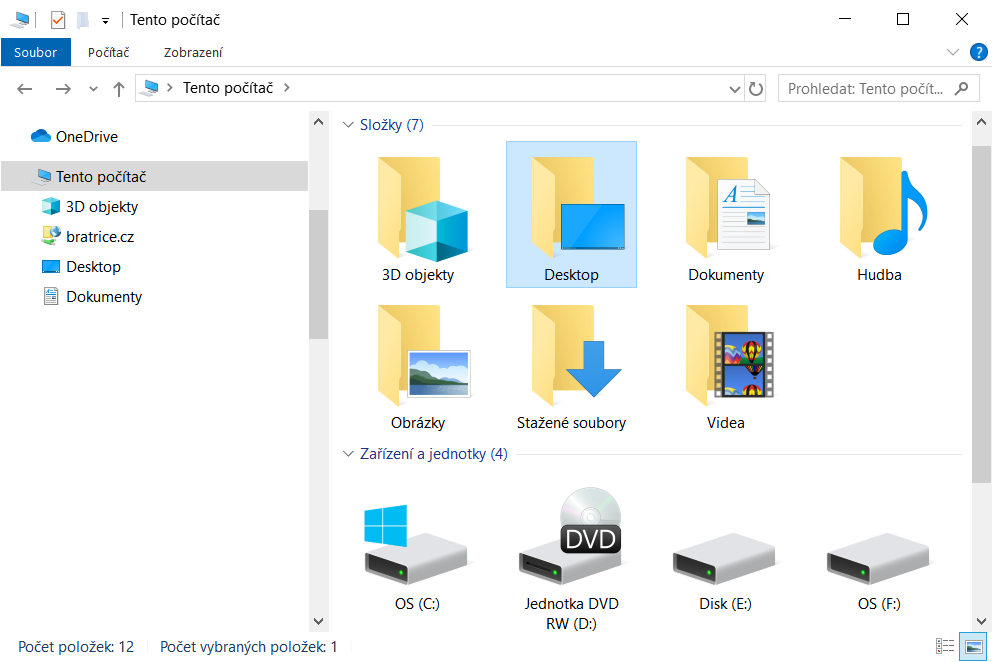 Tento počítač
Soubor
Počítač
Zobrazení
?
Tento počítač
Prohledat: Tento počít...
OneDrive
Tento počítač
3D objekty
bratrice.cz
Desktop
Dokumenty
Složky (7)
3D objekty
Desktop
A
Dokumenty
Hudba
Obrázky
Stažené soubory
Videa
Zařízení a jednotky (4)
OS (C:)
DVD
Jednotka DVD
RW (D:)
Disk (E:)
OS (F:)
Počet položek: 12
Počet vybraných položek: 1